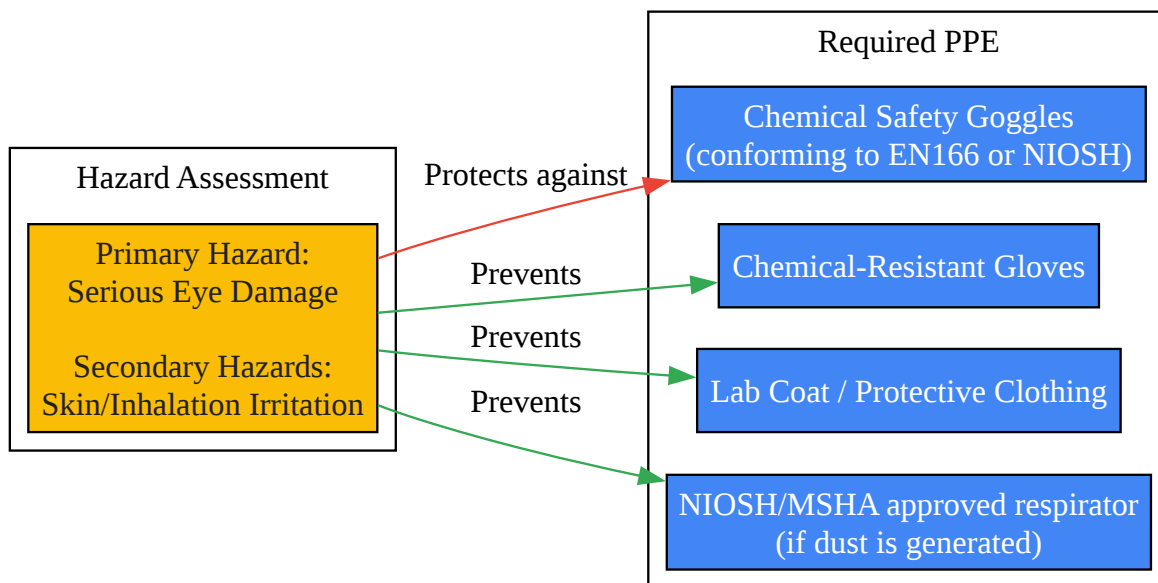 Hazard Assessment
Primary Hazard:
Serious Eye Damage
Secondary Hazards:
Skin/Inhalation Irritation
Protects against
Prevents
Prevents
Prevents
Required PPE
Chemical Safety Goggles
(conforming to EN166 or NIOSH)
Chemical-Resistant Gloves
Lab Coat / Protective Clothing
NIOSH/MSHA approved respirator
(if dust is generated)